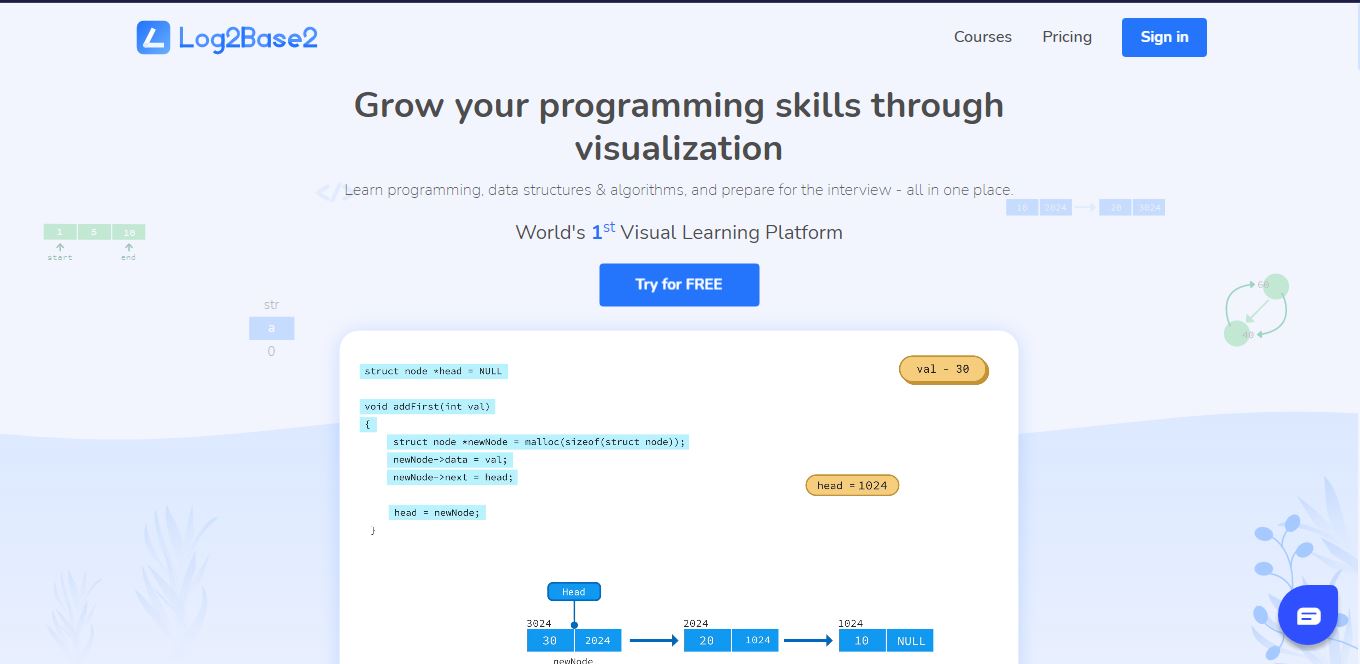 Log2Base2
Courses
Pricing
Sign in
Grow your programming skills through
visualization
</>
Learn programming, data structures & algorithms, and prepare for the interview - all in one place.
10 2024 20 3024
World's 1st Visual Learning Platform
1 5 10
start end
Try for FREE
60
40
str
a
0
struct node *head = NULL
val - 30
void addFirst(int val)
{
struct node *newNode = malloc(sizeof(struct node));
newNode->data = val;
newNode->next = head;
head = 1024
head = newNode;
}
Head
3024 2024 1024
30 2024 20 1024 10 NULL
newNode